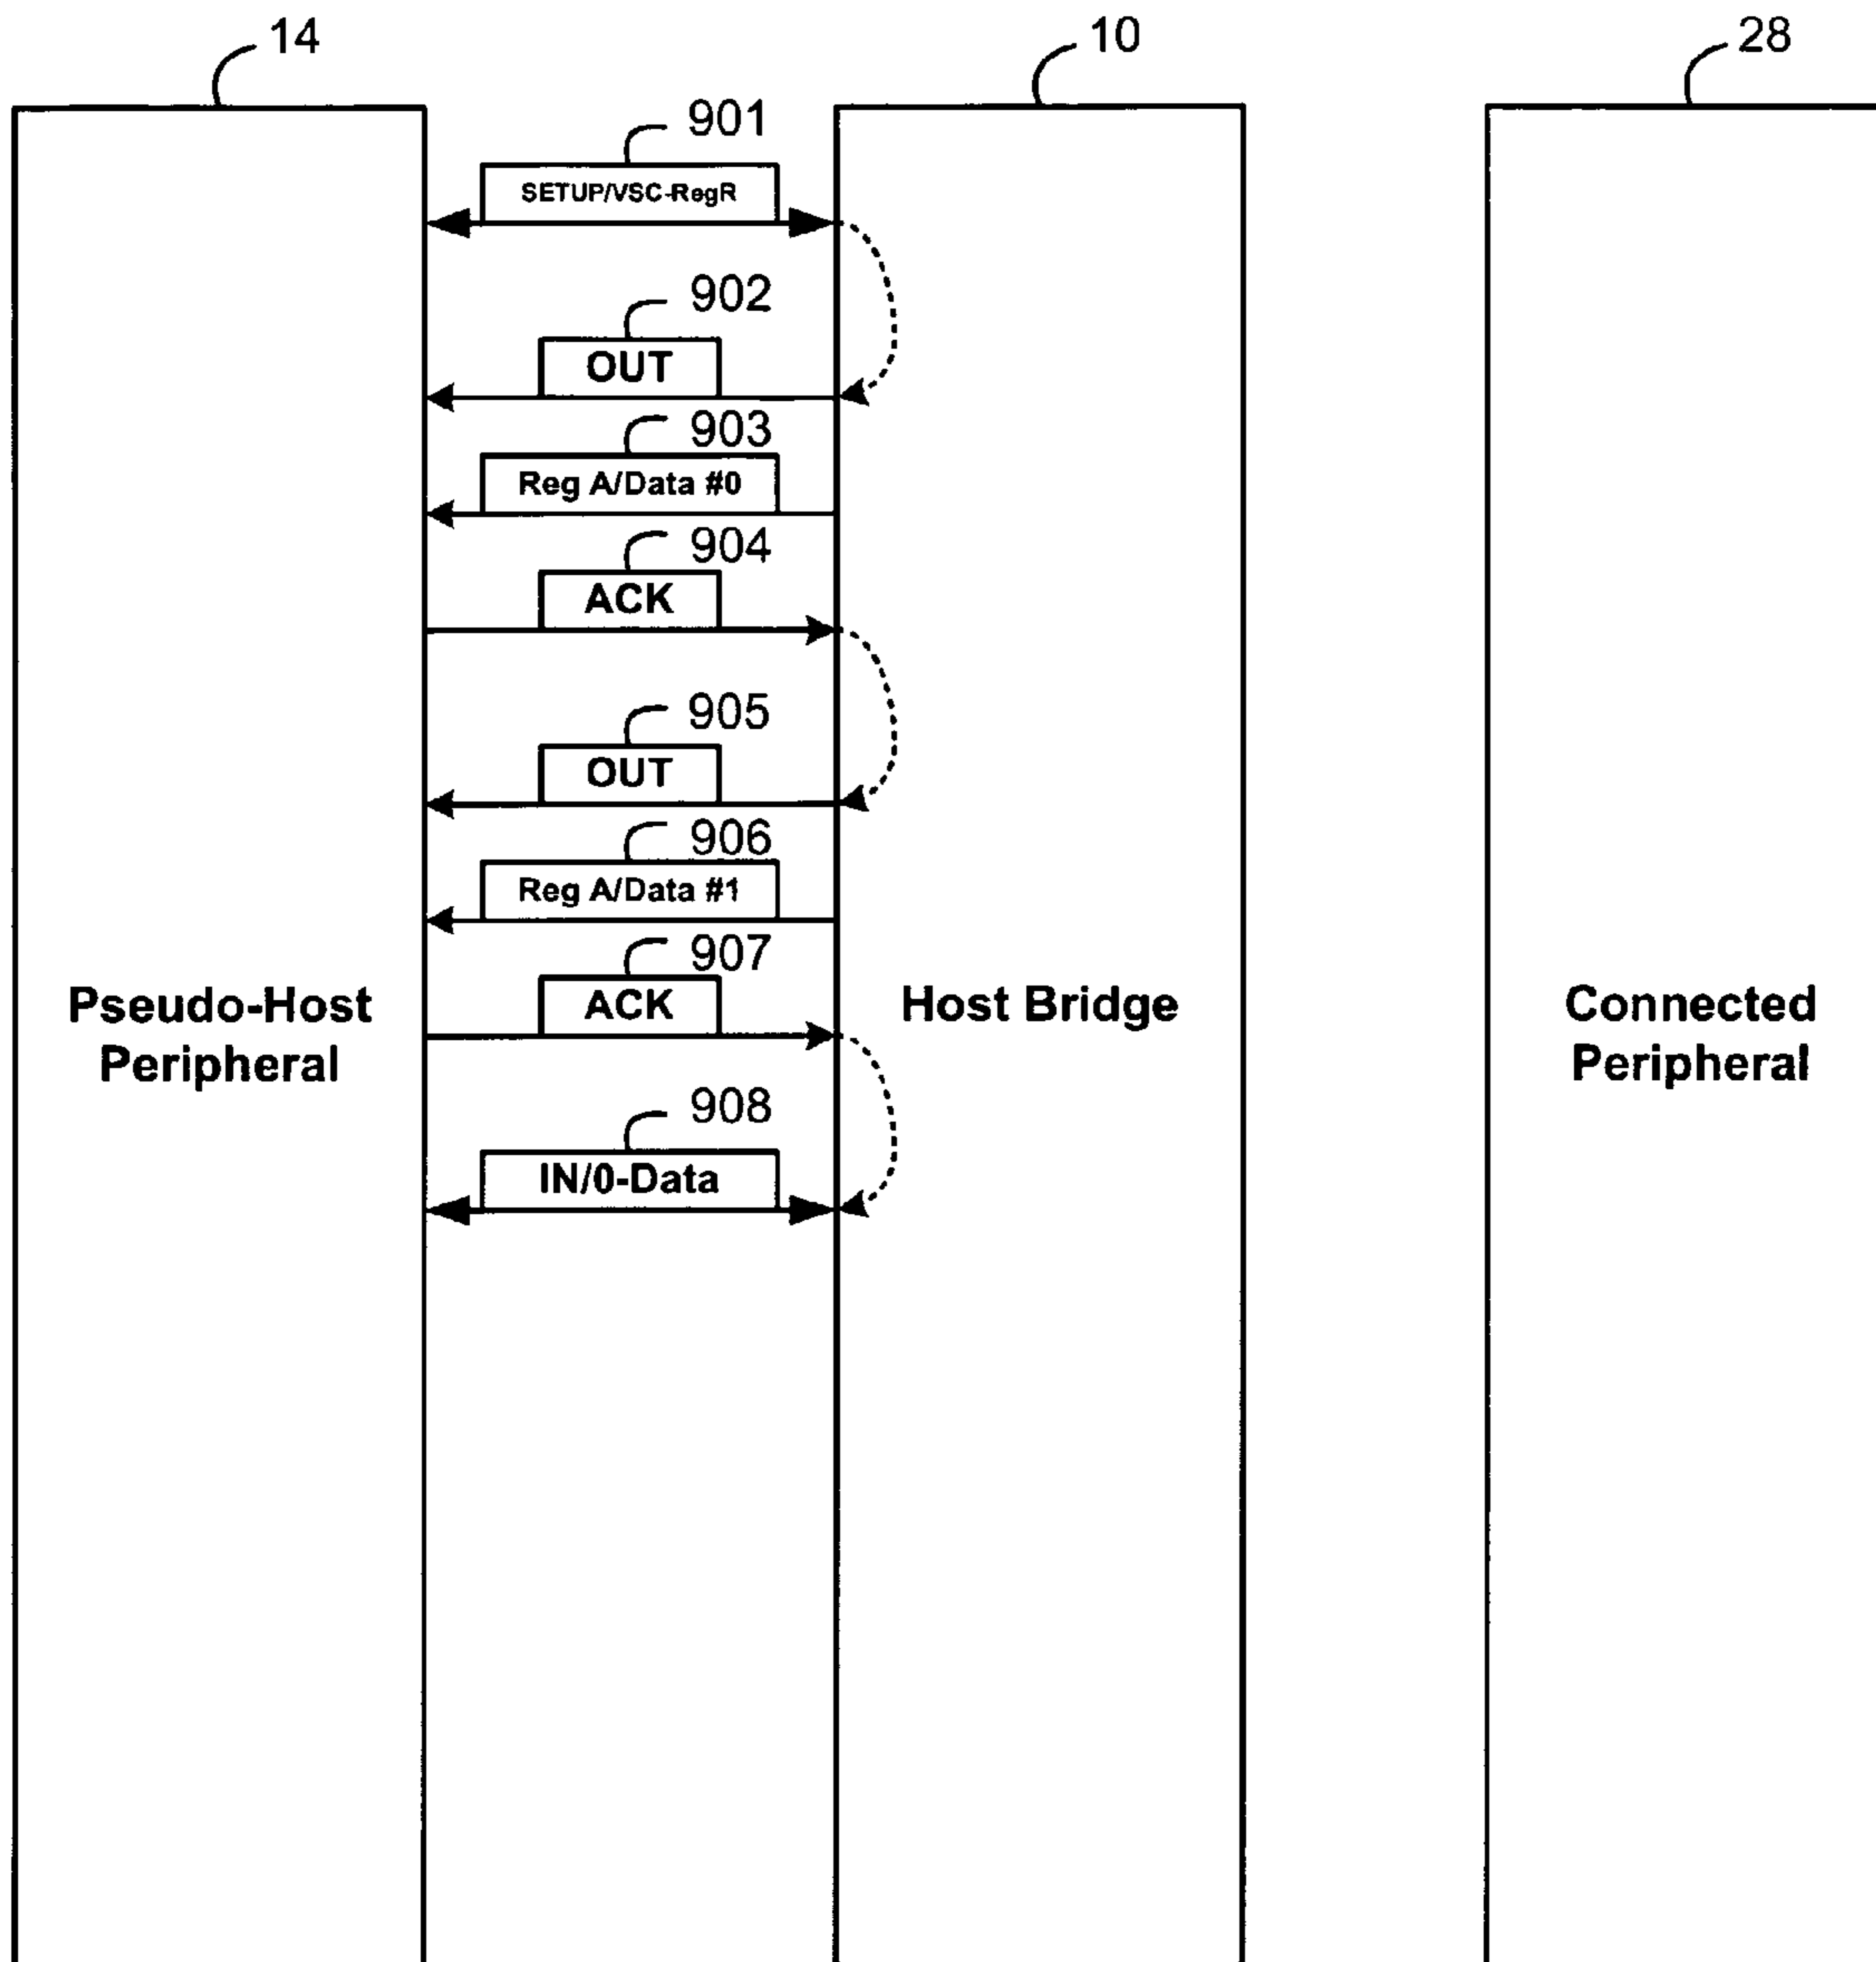 14
10
28
901
SETUP/VSC-RegR
902
OUT
903
Reg A/Data #0
904
ACK
905
OUT
906
Reg A/Data #1
907
ACK
Pseudo-Host
Peripheral
Host Bridge
Connected
Peripheral
908
IN/0-Data